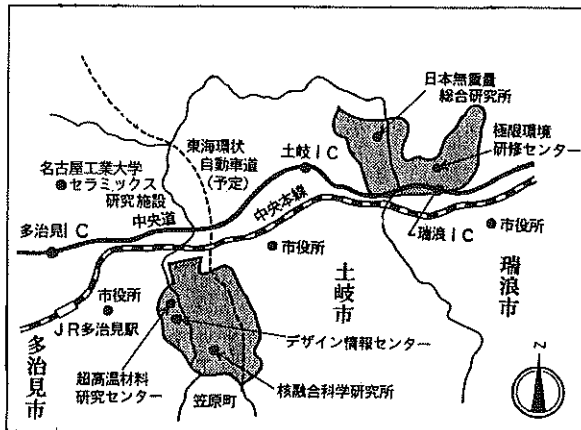 日本無重量
総合研究所
極限環境
研修センター
東海環状
自動車道
(予定)
土岐IC
名古屋工業大学
セラミックス
研究施設
中央道
中央本線
多治見IC
市役所
瑞浪IC
市役所
瑞浪市
土岐市
市役所
JR多治見駅
デザイン情報センター
多治見市
超高温材料
研究センター
核融合科学研究所
笠原町
N